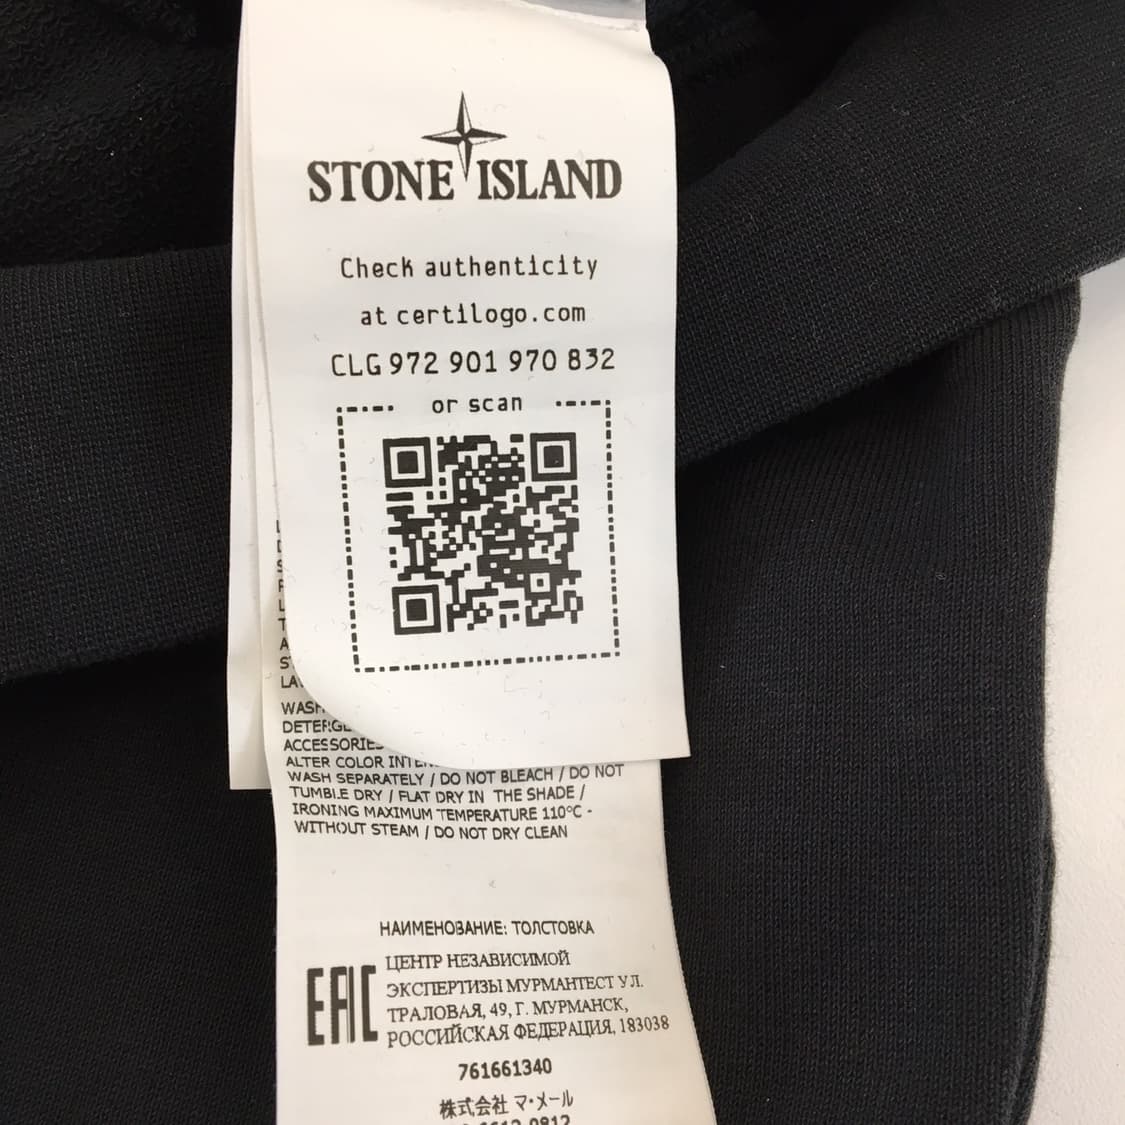 STONE ISLAND
Check authenticity
at certilogo.com
CLG 972 901 970 832
or scan
WASH
ACCESSORIES
ALTER COLOR
WASH SEPARATELY / DO NOT BLEACH / DO NOT
TUMBLE DRY / FLAT DRY IN THE SHADE /
IRONING MAXIMUM TEMPERATURE 110°C -
WITHOUT STEAM / DO NOT DRY CLEAN
НАИМЕНОВАНИЕ: ТОЛСТОВКА
EAC
ЦЕНТР НЕЗАВИСИМОЙ
ЭКСПЕРТИЗЫ МУРМАНТЕСТ УЛ.
ТРАЛОВАЯ, 49, Г. МУРМАНСК,
РОССИЙСКАЯ ФЕДЕРАЦИЯ, 183038
761661340
株式会社 マ・メール